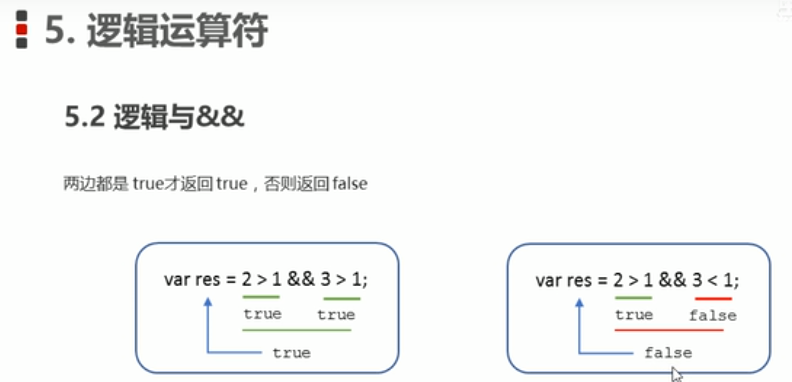 5. 逻辑运算符
5.2 逻辑与&&
两边都是 true才返回 true，否则返回 false
var res = 2 > 1 && 3 > 1;
true true
true
var res = 2 > 1 && 3 < 1;
true false
false